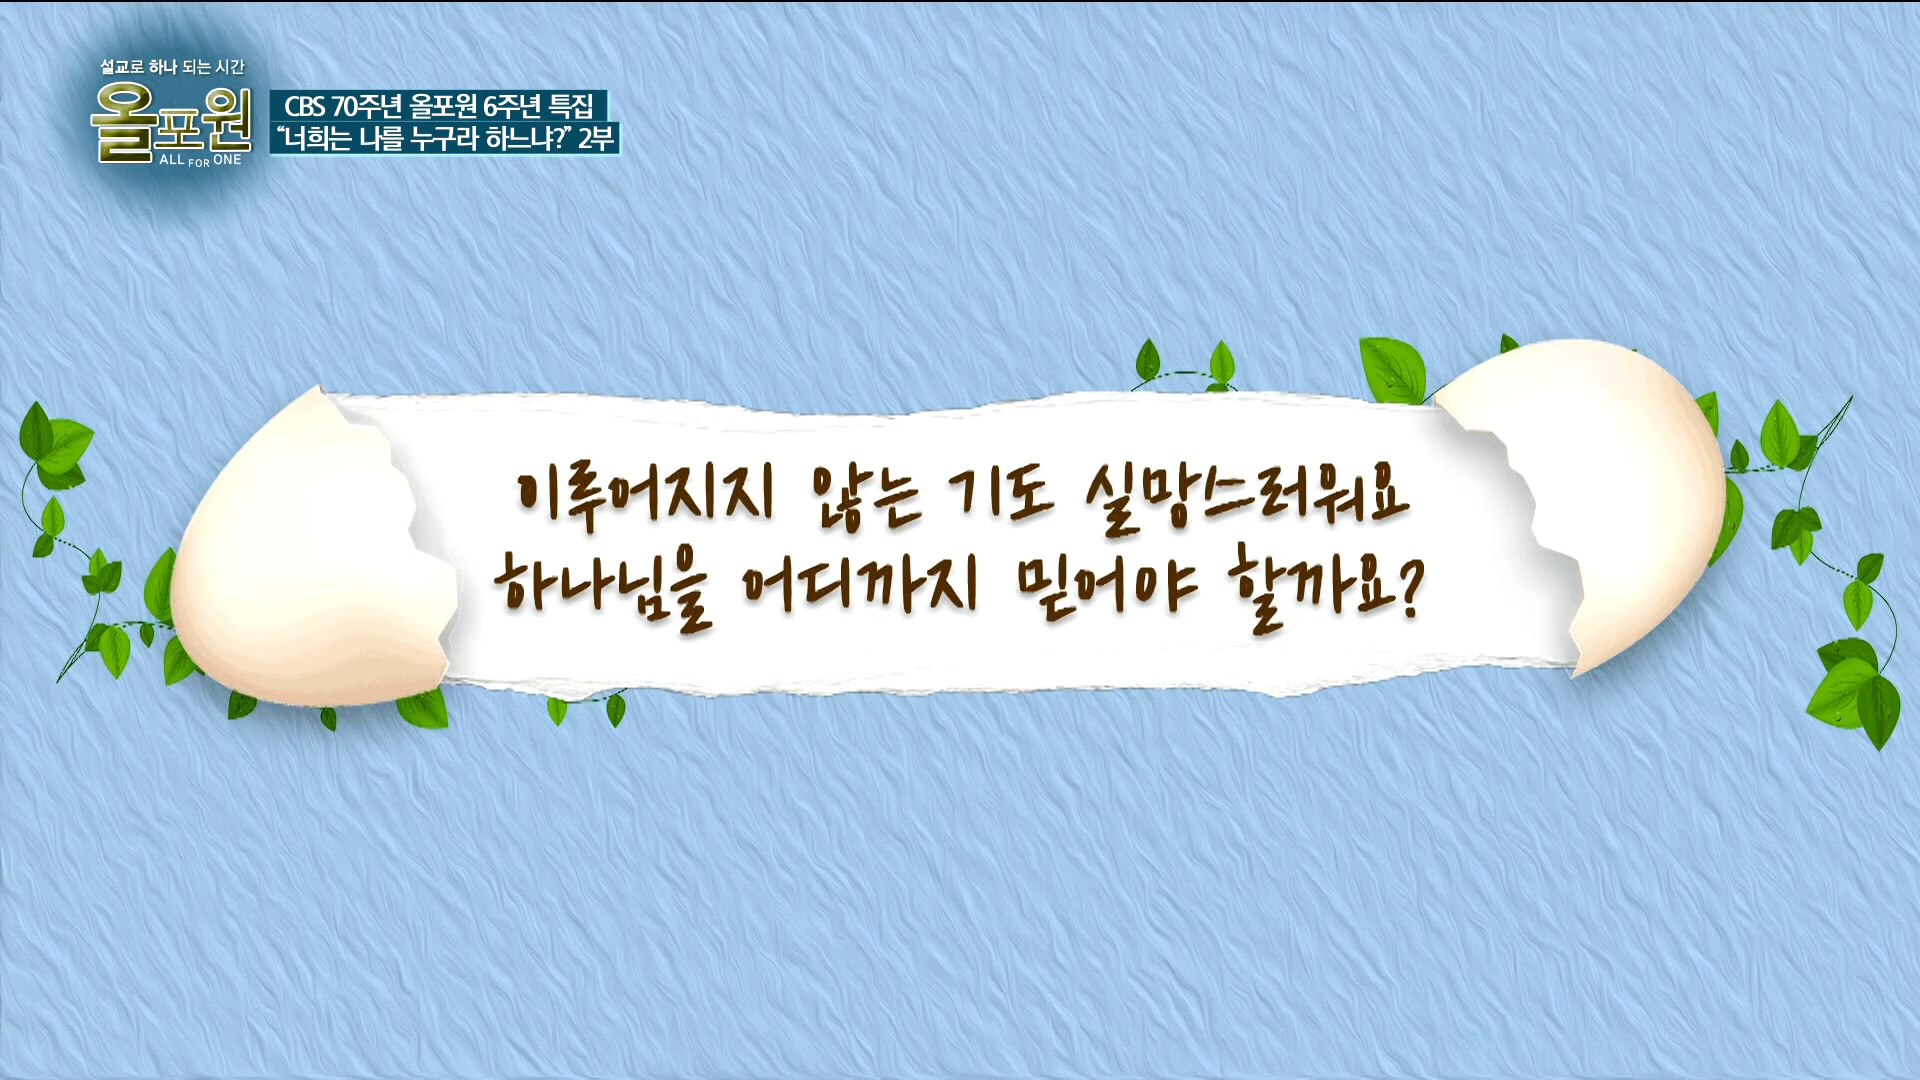 설교로 하나 되는 시간
올포원
ALL FOR ONE
CBS 70주년 올포원 6주년 특집
“너희는 나를 누구라 하느냐?” 2부
이루어지지 않는 기도 실망스러워요
하나님을 어디까지 믿어야 할까요?